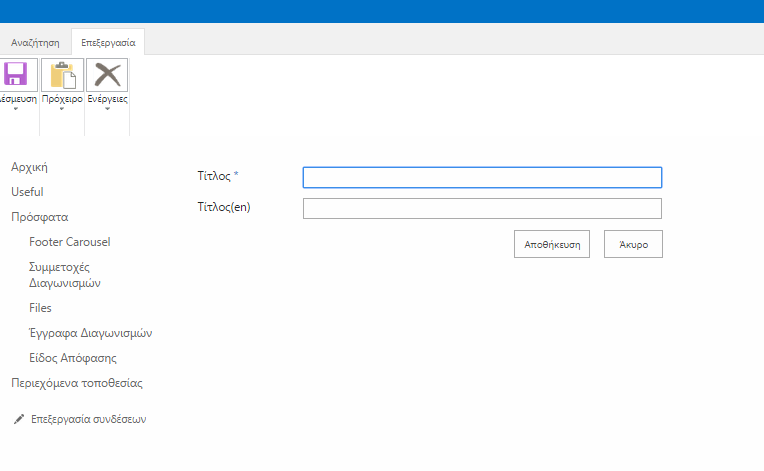 Αναζήτηση Επεξεργασία
Πρόχειρο Ενέργειες
Αρχική
Useful
Πρόσφατα
Footer Carousel
Συμμετοχές
Διαγωνισμών
Files
Έγγραφα Διαγωνισμών
Είδος Απόφασης
Περιεχόμενα τοποθεσίας
Επεξεργασία συνδέσεων
Τίτλος *
Τίτλος(en)
Αποθήκευση Άκυρο